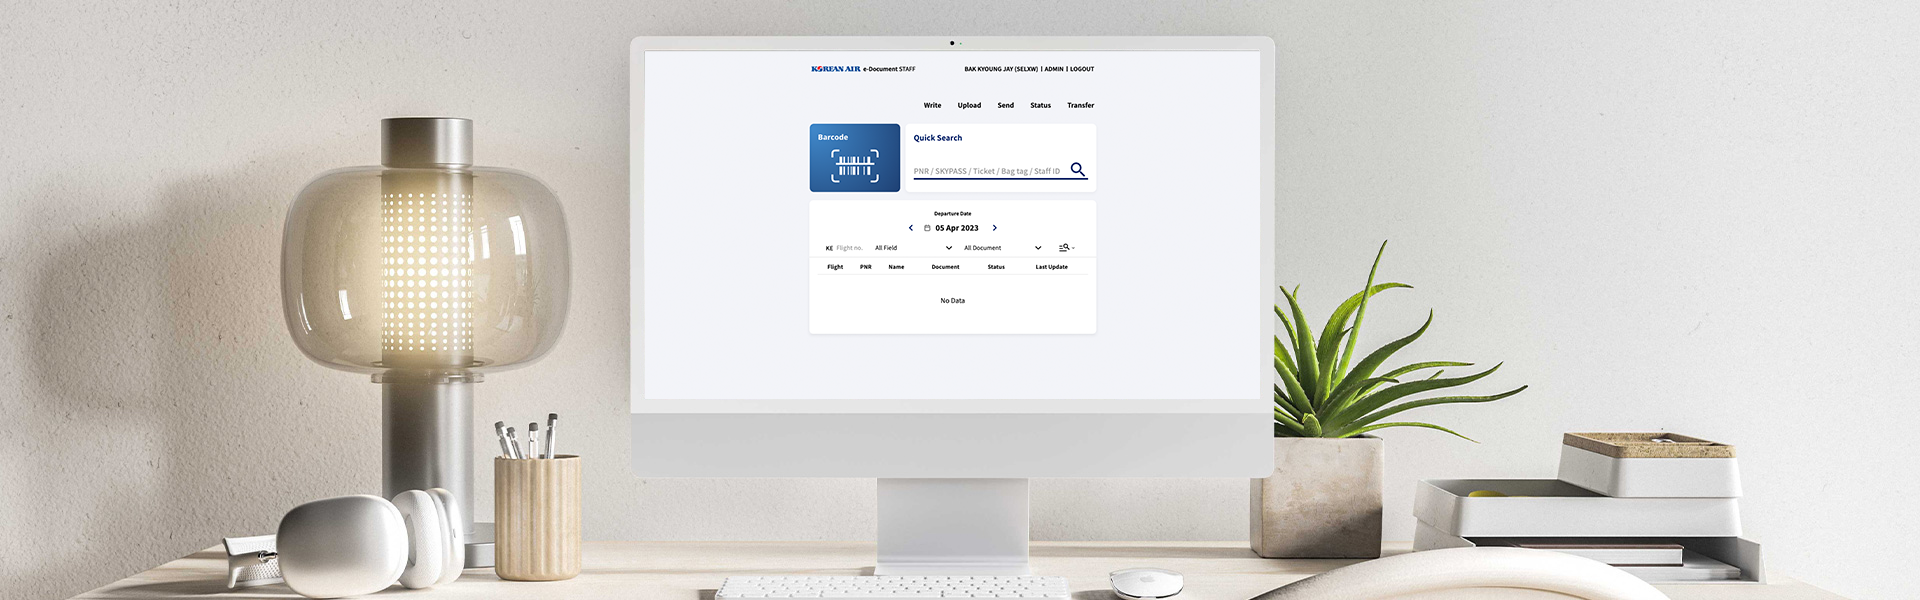 KOREAN AIR e-Document STAFF BAK KYOUNG JAY (SELXW) | ADMIN | LOGOUT
Write Upload Send Status Transfer
Barcode
Quick Search
PNR / SKYPASS / Ticket / Bag tag / Staff ID
Departure Date
05 Apr 2023
KE Flight no. All Field All Document
Flight PNR Name Document Status Last Update
No Data